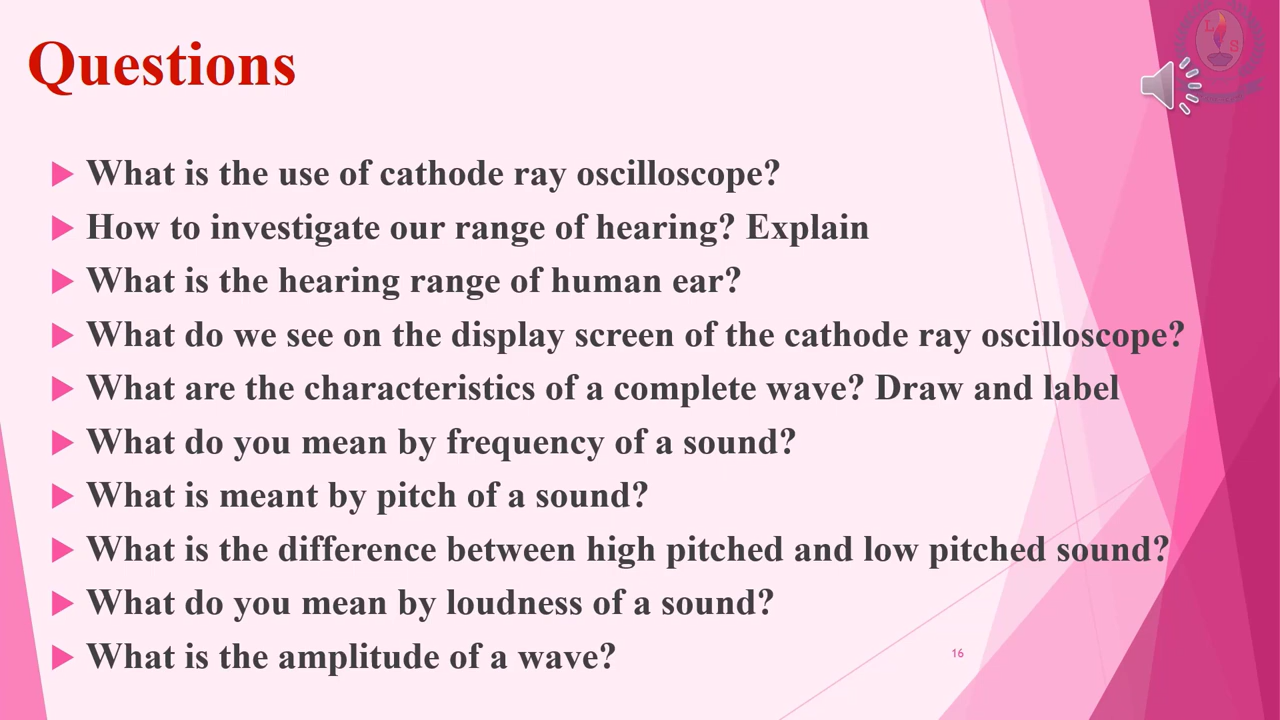 Questions
What is the use of cathode ray oscilloscope?
How to investigate our range of hearing? Explain
What is the hearing range of human ear?
What do we see on the display screen of the cathode ray oscilloscope?
What are the characteristics of a complete wave? Draw and label
What do you mean by frequency of a sound?
What is meant by pitch of a sound?
What is the difference between high pitched and low pitched sound?
What do you mean by loudness of a sound?
What is the amplitude of a wave?
16
L
S